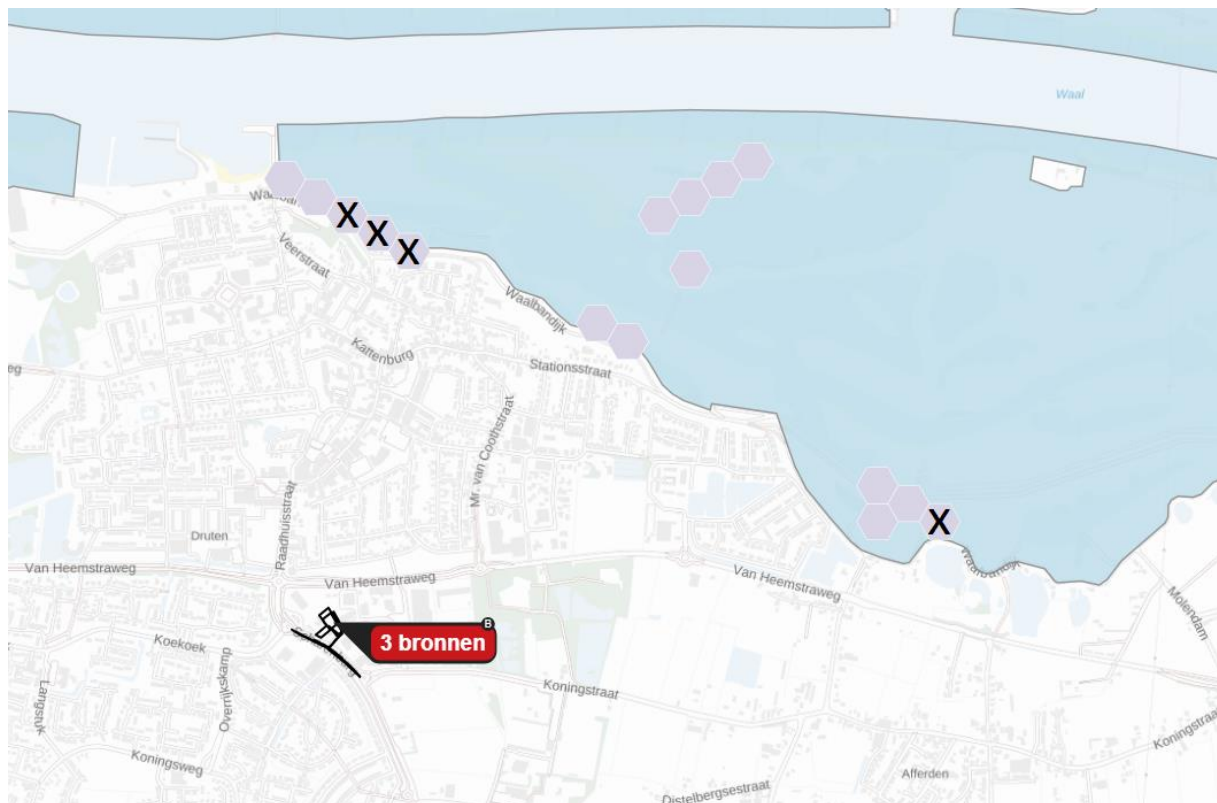 Waal
X
X
X
Veerstraat
Waalbandijk
Kattenburg
Stationsstraat
Mr. van Coothstraat
Raadhuisstraat
Druten
X
Van Heemstraweg
Van Heemstraweg
Van Heemstraweg
Molendam
B
3 bronnen
Koekoek
Overrijkskamp
Langstuk
Koningstraat
Koningsweg
Koningstraat
Afferden
Distelbergsestraat